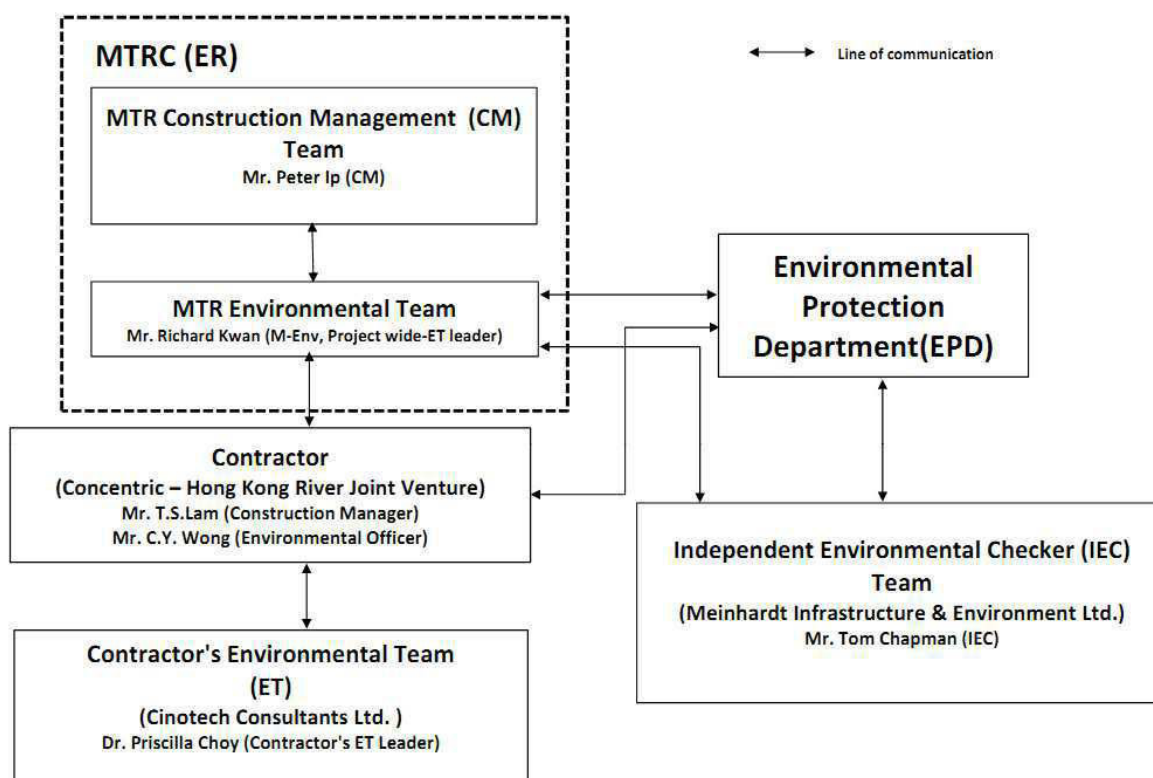 MTRC (ER)
Line of communication
MTR Construction Management (CM)
Team
Mr. Peter Ip (CM)
MTR Environmental Team
Mr. Richard Kwan (M-Env, Project wide-ET leader)
Environmental
Protection
Department(EPD)
Contractor
(Concentric – Hong Kong River Joint Venture)
Mr. T.S.Lam (Construction Manager)
Mr. C.Y. Wong (Environmental Officer)
Independent Environmental Checker (IEC)
Team
(Meinhardt Infrastructure & Environment Ltd.)
Mr. Tom Chapman (IEC)
Contractor's Environmental Team
(ET)
(Cinotech Consultants Ltd. )
Dr. Priscilla Choy (Contractor's ET Leader)